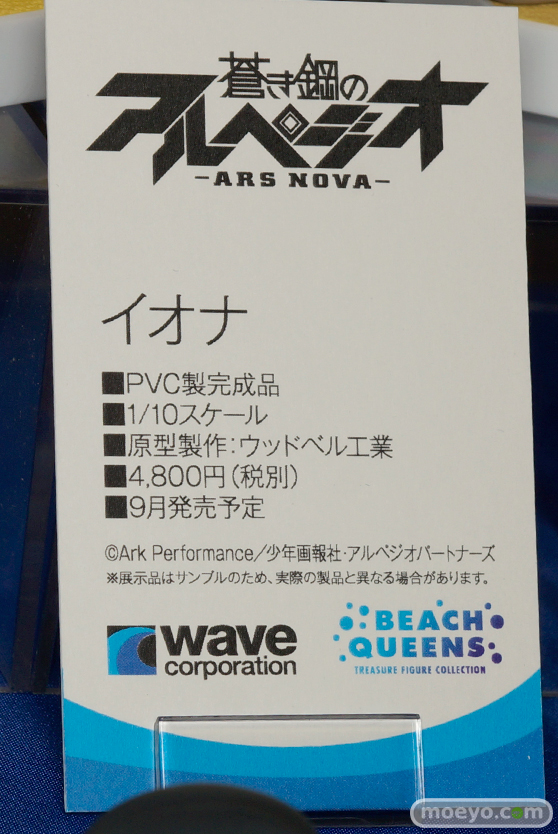 蒼き鋼の
アルペジオ
-ARS NOVA-
イオナ
■PVC製完成品
■1/10スケール
■原型製作：ウッドベル工業
■4,800円（税別）
■9月発売予定
©Ark Performance／少年画報社・アルペジオパートナーズ
※展示品はサンプルのため、実際の製品と異なる場合があります。
wave
corporation
BEACH
QUEENS
TREASURE FIGURE COLLECTION
moeyo.com